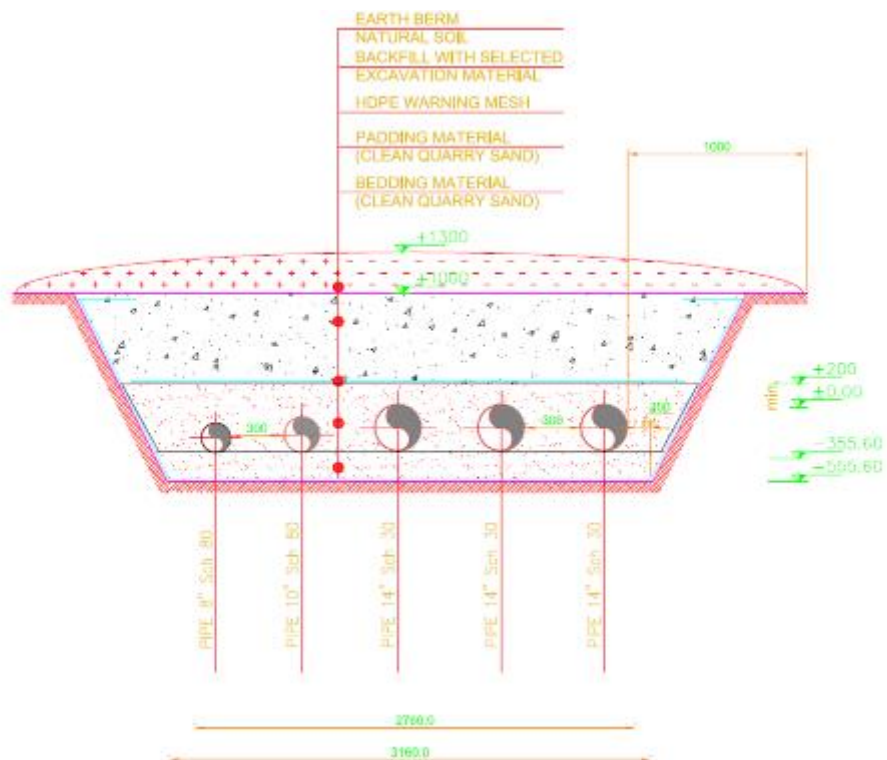 EARTH BERM
NATURAL SOIL
BACKFILL WITH SELECTED
EXCAVATION MATERIAL
HDPE WARNING MESH
PADDING MATERIAL
(CLEAN QUARRY SAND)
BEDDING MATERIAL
(CLEAN QUARRY SAND)
1000
+1300
+1000
+200
+0.00
min.
300
300
200
-355.60
-555.60
PIPE 8" Sch 80
PIPE 10" Sch 80
PIPE 14" Sch 30
PIPE 14" Sch 30
PIPE 14" Sch 30
3160.0